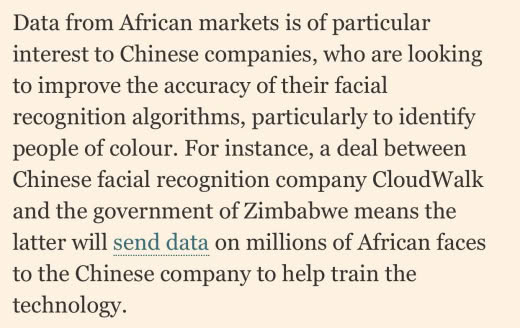 Data from African markets is of particular
interest to Chinese companies, who are looking
to improve the accuracy of their facial
recognition algorithms, particularly to identify
people of colour. For instance, a deal between
Chinese facial recognition company CloudWalk
and the government of Zimbabwe means the
latter will send data on millions of African faces
to the Chinese company to help train the
technology.